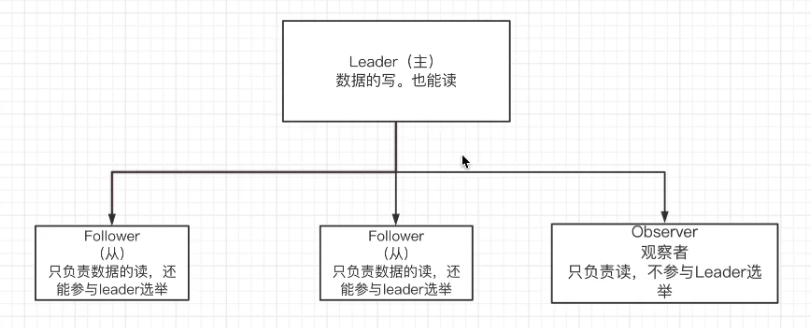 Leader（主）
数据的写。也能读
Follower
（从）
只负责数据的读，还
能参与leader选举
Follower
（从）
只负责数据的读，还
能参与leader选举
Observer
观察者
只负责读，不参与Leader选
举